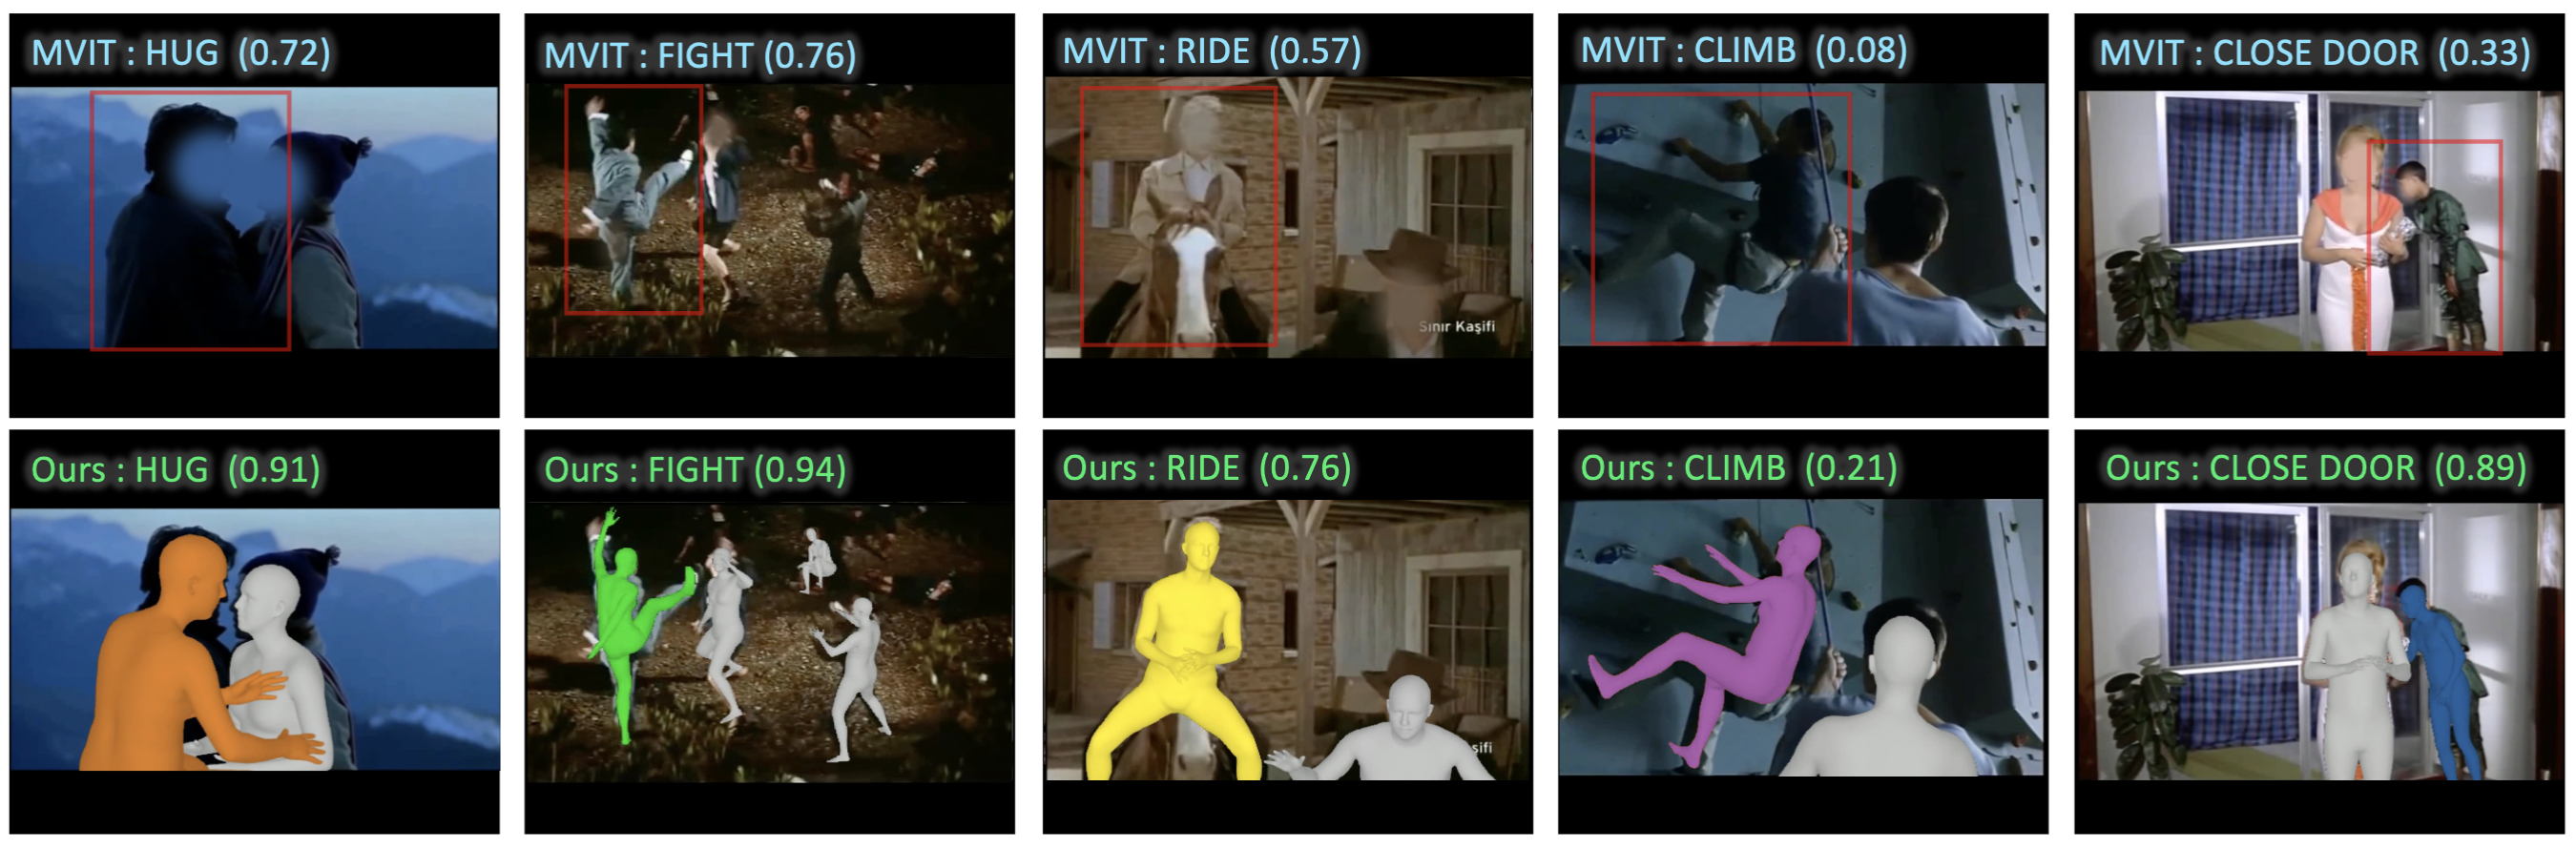 MVIT : HUG (0.72)
MVIT : FIGHT (0.76)
MVIT : RIDE (0.57)
MVIT : CLIMB (0.08)
MVIT : CLOSE DOOR (0.33)
Sınır Kaşifi
Ours : HUG (0.91)
Ours : FIGHT (0.94)
Ours : RIDE (0.76)
Ours : CLIMB (0.21)
Ours : CLOSE DOOR (0.89)
şifi